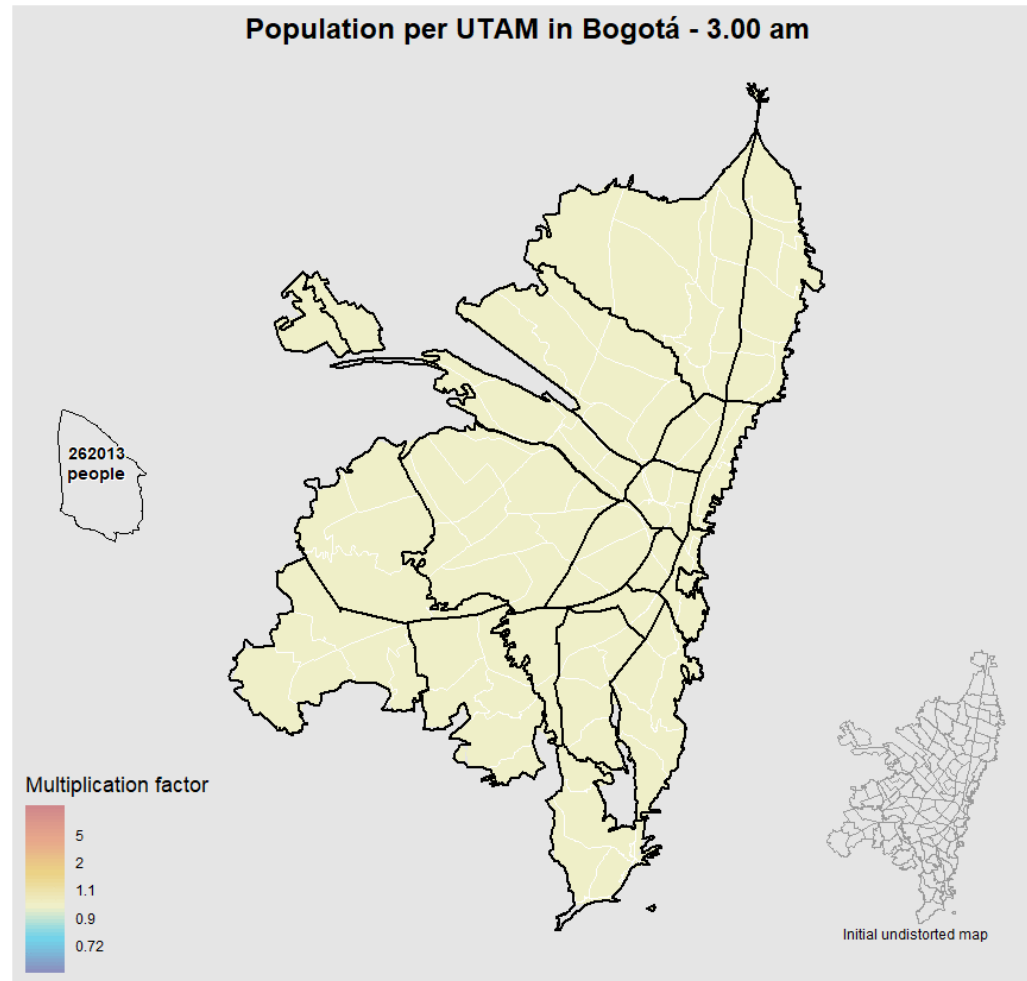 Population per UTAM in Bogotá - 3.00 am
262013
people
Multiplication factor
5
2
1.1
0.9
0.72
Initial undistorted map